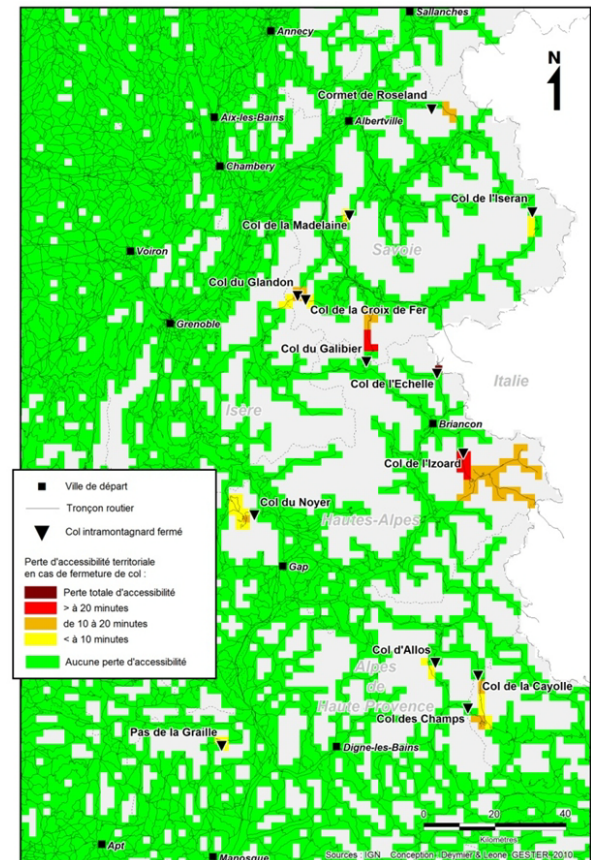 Sallanches
Annecy
N
Cormet de Roseland
Aix-les-Bains
Albertville
Chambery
Col de l'Iseran
Col de la Madelaine
Savoie
Voiron
Col du Glandon
Col de la Croix de Fer
Grenoble
Col du Galibier
Col de l'Echelle
Italie
Isère
Briancon
Col de l'Izoard
Ville de départ
Tronçon routier
Col intramontagnard fermé
Perte d'accessibilité territoriale
en cas de fermeture de col :
Perte totale d'accessibilité
> à 20 minutes
de 10 à 20 minutes
< à 10 minutes
Aucune perte d'accessibilité
Col du Noyer
Hautes-Alpes
Gap
Col d'Allos
Alpes
de
Haute Provence
Col de la Cayolle
Col des Champs
Pas de la Graille
Digne-les-Bains
0 20 40
Kilomètres
Apt
Manosque
Sources : IGN Conception : Deymier & Leone, GESTER, 2010